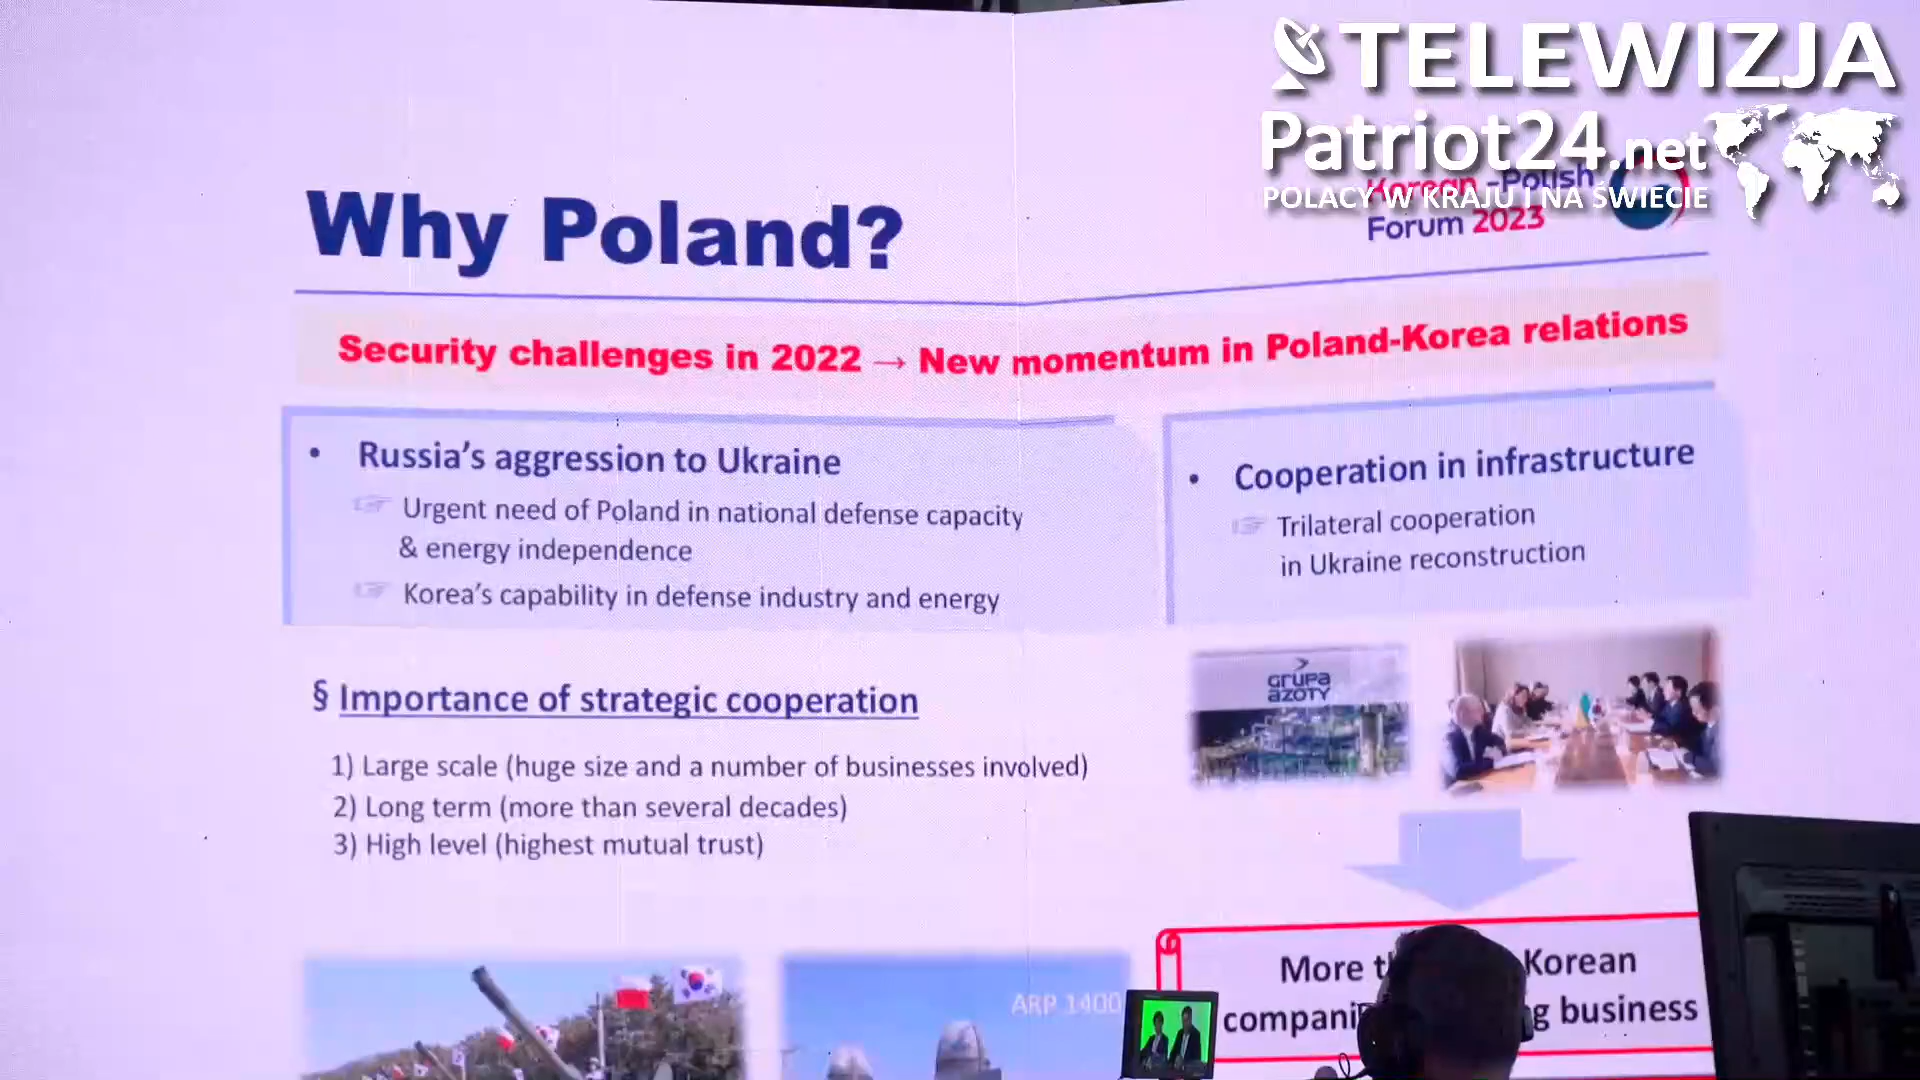 TELEWIZJA
Patriot24.net
POLACY W KRAJU I NA ŚWIECIE
Korean-Polish
Forum 2023
Why Poland?
Security challenges in 2022 → New momentum in Poland-Korea relations
• Russia's aggression to Ukraine
☞ Urgent need of Poland in national defense capacity
& energy independence
☞ Korea's capability in defense industry and energy
• Cooperation in infrastructure
☞ Trilateral cooperation
in Ukraine reconstruction
§ Importance of strategic cooperation
1) Large scale (huge size and a number of businesses involved)
2) Long term (more than several decades)
3) High level (highest mutual trust)
GRUPA
AZOTY
ARP 1400
More Korean
business